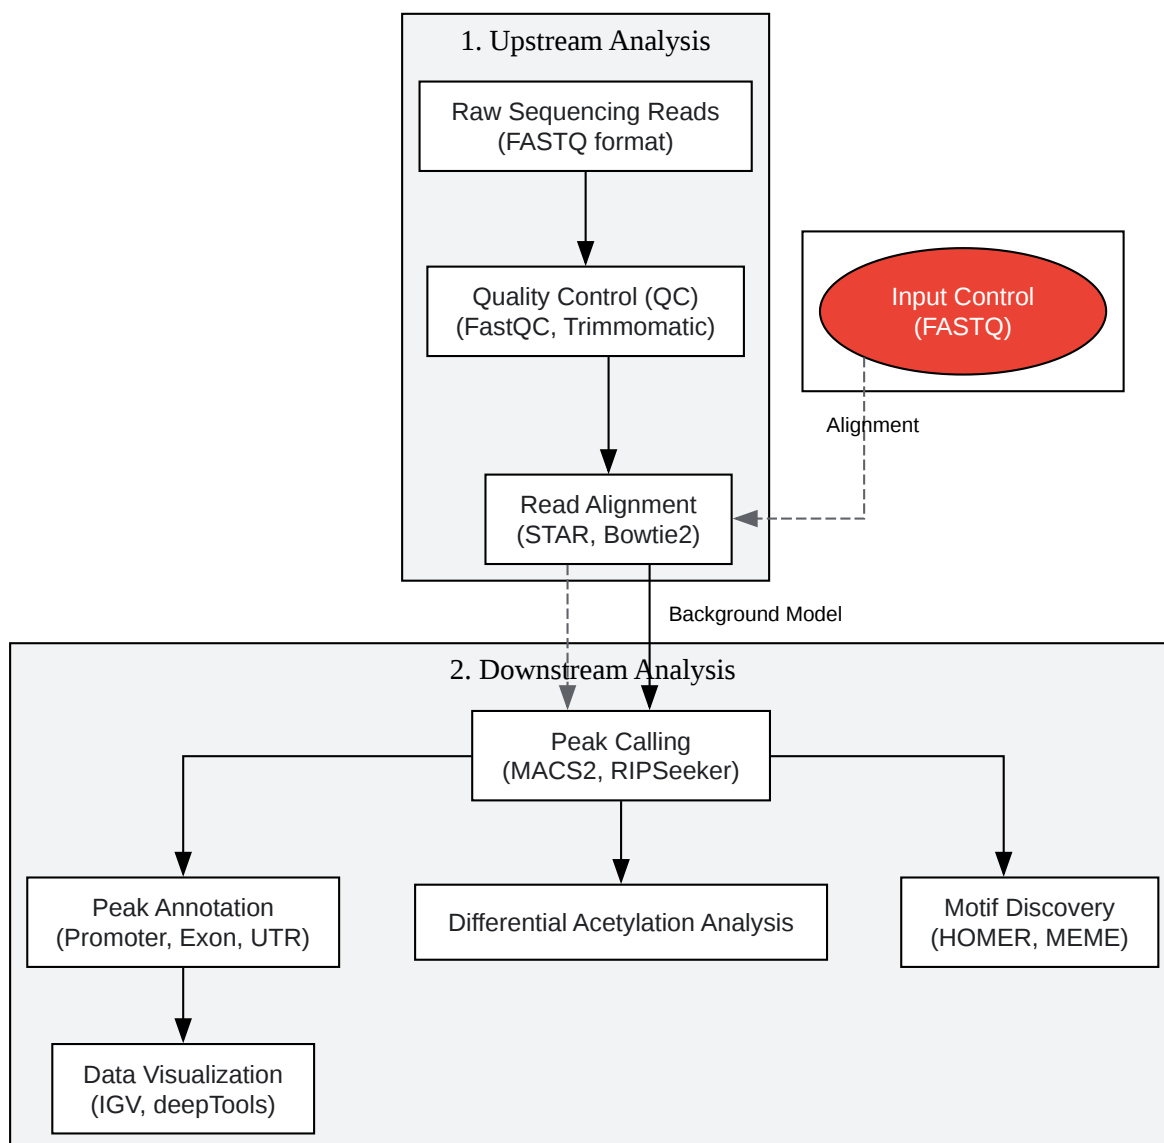 1. Upstream Analysis
Raw Sequencing Reads
(FASTQ format)
Quality Control (QC)
(FastQC, Trimmomatic)
Input Control
(FASTQ)
Alignment
Read Alignment
(STAR, Bowtie2)
Background Model
2. Downstream Analysis
Peak Calling
(MACS2, RIPSeeker)
Peak Annotation
(Promoter, Exon, UTR)
Differential Acetylation Analysis
Motif Discovery
(HOMER, MEME)
Data Visualization
(IGV, deepTools)